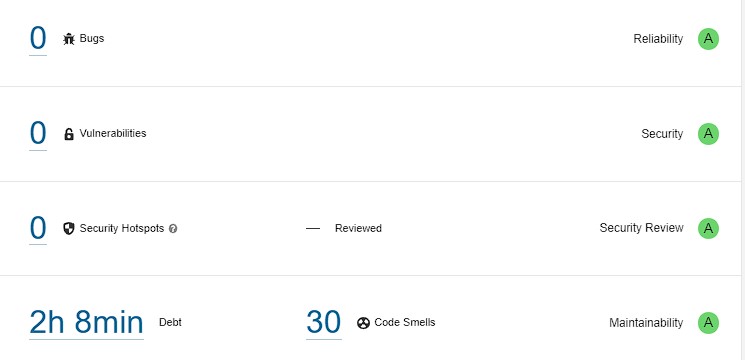 0 Bugs Reliability A
0 Vulnerabilities Security A
0 Security Hotspots ? — Reviewed Security Review A
2h 8min Debt 30 Code Smells Maintainability A